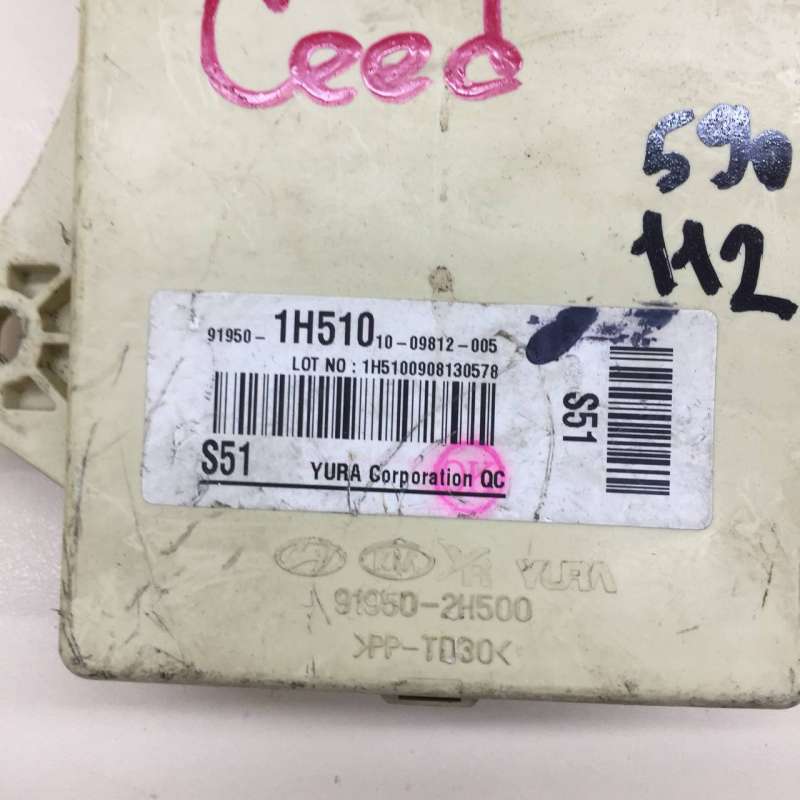 Ceed
590
112
91950- 1H510 10-09812-005
LOT NO : 1H5100908130578
S51
S51 YURA Corporation QC
KIA YURA
91950-2H500
>PP-TD30<